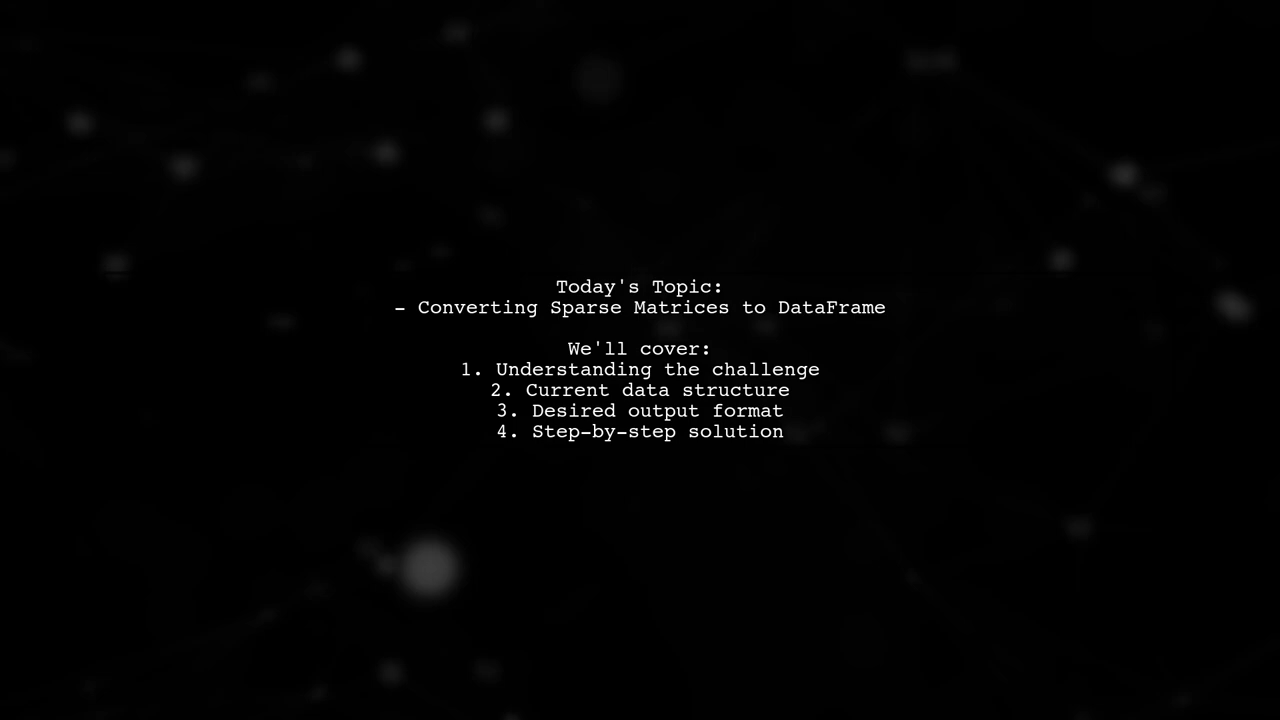 Today's Topic:
- Converting Sparse Matrices to DataFrame
We'll cover:
1. Understanding the challenge
2. Current data structure
3. Desired output format
4. Step-by-step solution